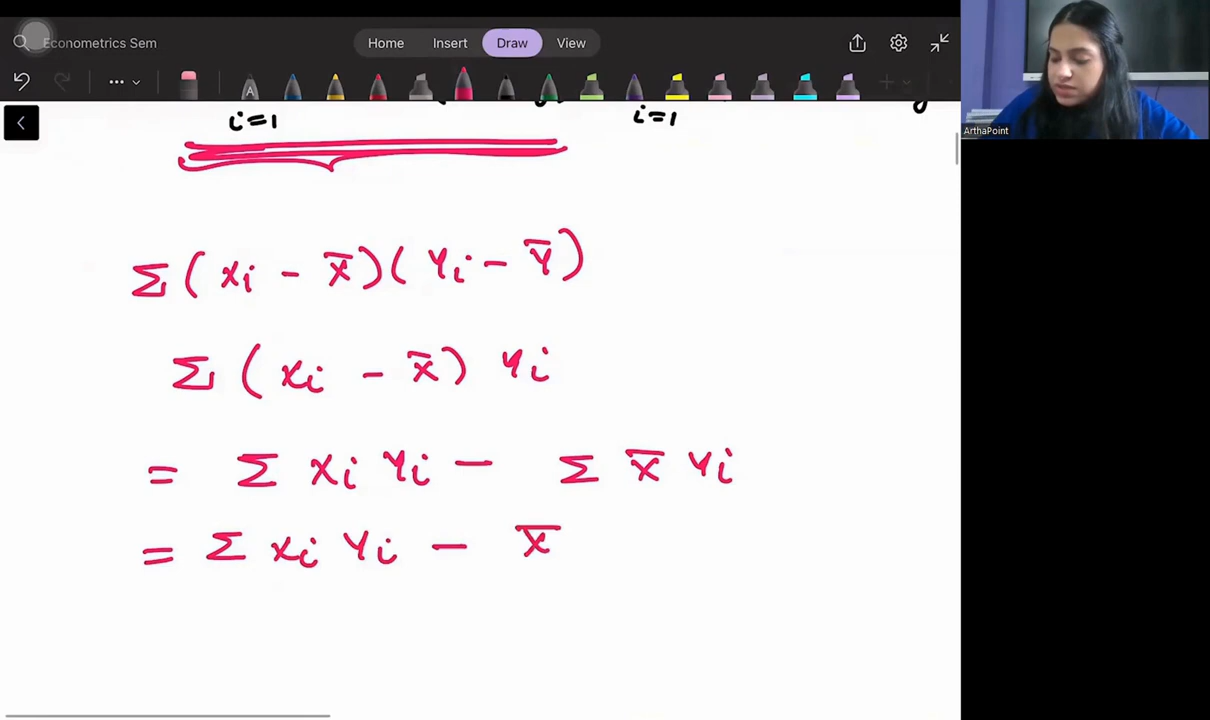 Econometrics Sem
Home Insert Draw View
ArthaPoint
i=1 i=1
Σ(xi - x̄)(Yi - Ȳ)
Σ(xi - x̄) Yi
= Σ xi Yi - Σ x̄ Yi
= Σ xi Yi - x̄